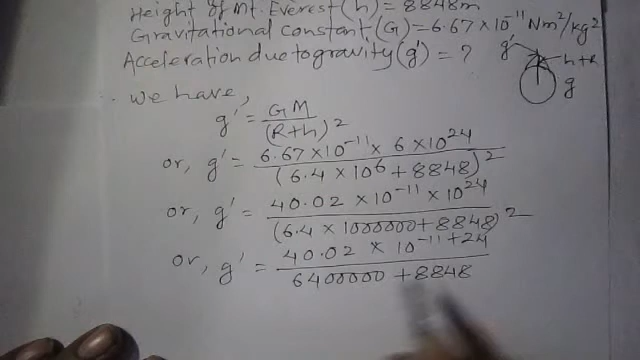 Height of Mt. Everest (h) = 8848m
Gravitational constant (G) = 6.67 × 10⁻¹¹ Nm²/kg²
Acceleration due to gravity (g') = ?
g'
h+R
g
we have,
g' = GM / (R+h)²
or, g' = 6.67 × 10⁻¹¹ × 6 × 10²⁴ / (6.4 × 10⁶ + 8848)²
or, g' = 40.02 × 10⁻¹¹ × 10²⁴ / (6.4 × 1000000 + 8848)²
or, g' = 40.02 × 10⁻¹¹⁺²⁴ / 6400000 + 8848